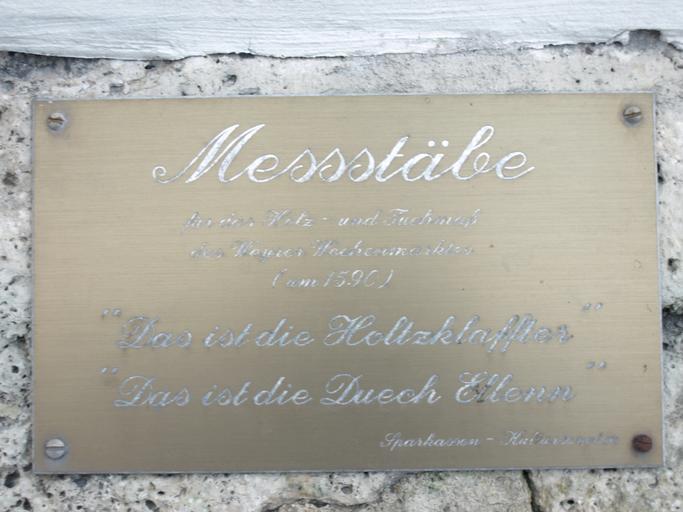 Messstäbe
für das Holz - und Tuchmaß
des Weyrer Wochenmarktes
(um 1590)
"Das ist die Holtzklaffter"
"Das ist die Duech Ellenn"
Sparkassen -